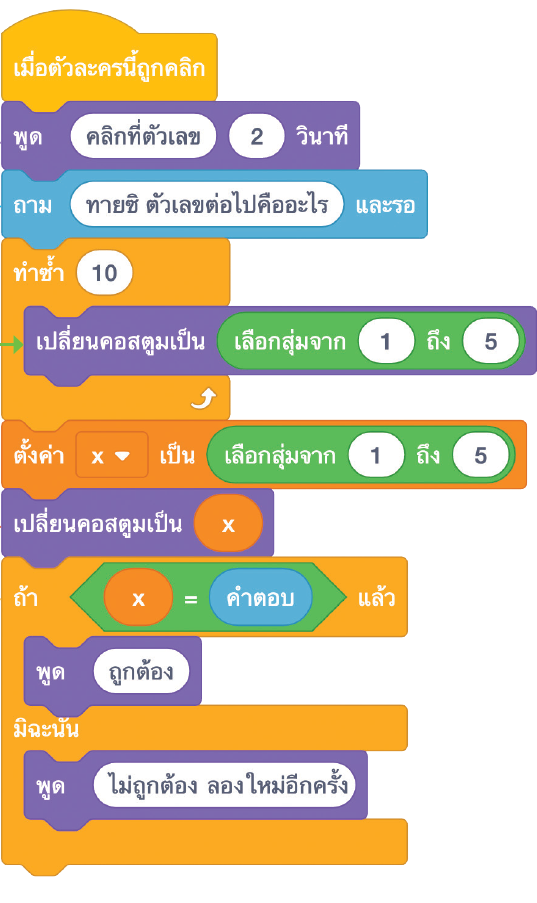 เมื่อตัวละครนี้ถูกคลิก
พูด คลิกที่ตัวเลข 2 วินาที
ถาม ทายซิ ตัวเลขต่อไปคืออะไร และรอ
ทำซ้ำ 10
เปลี่ยนคอสตูมเป็น เลือกสุ่มจาก 1 ถึง 5
ตั้งค่า x เป็น เลือกสุ่มจาก 1 ถึง 5
เปลี่ยนคอสตูมเป็น x
ถ้า x = คำตอบ แล้ว
พูด ถูกต้อง
มิฉะนั้น
พูด ไม่ถูกต้อง ลองใหม่อีกครั้ง